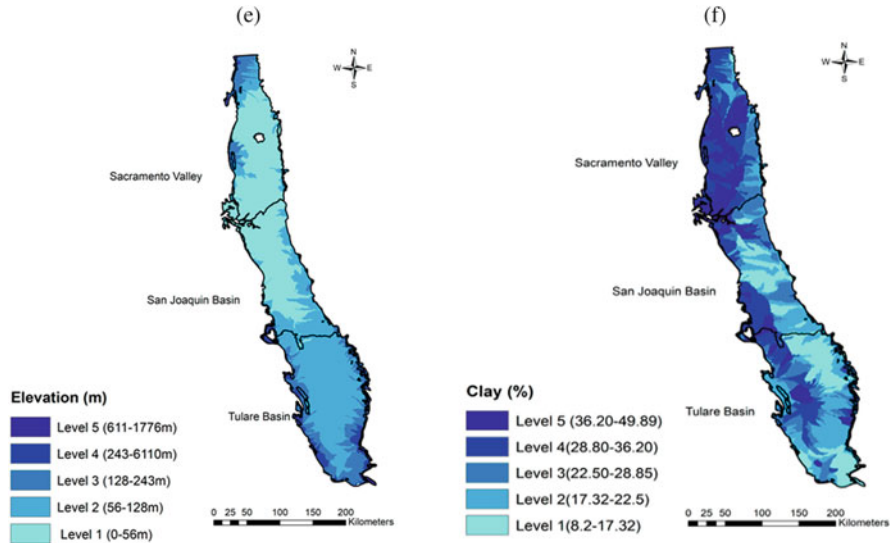 (e)
N
W E
S
Sacramento Valley
San Joaquin Basin
Tulare Basin
Elevation (m)
Level 5 (611-1776m)
Level 4 (243-6110m)
Level 3 (128-243m)
Level 2 (56-128m)
Level 1 (0-56m)
0 25 50 100 150 200
Kilometers
(f)
N
W E
S
Sacramento Valley
San Joaquin Basin
Tulare Basin
Clay (%)
Level 5 (36.20-49.89)
Level 4(28.80-36.20)
Level 3(22.50-28.85)
Level 2(17.32-22.5)
Level 1(8.2-17.32)
0 25 50 100 150 200
Kilometers